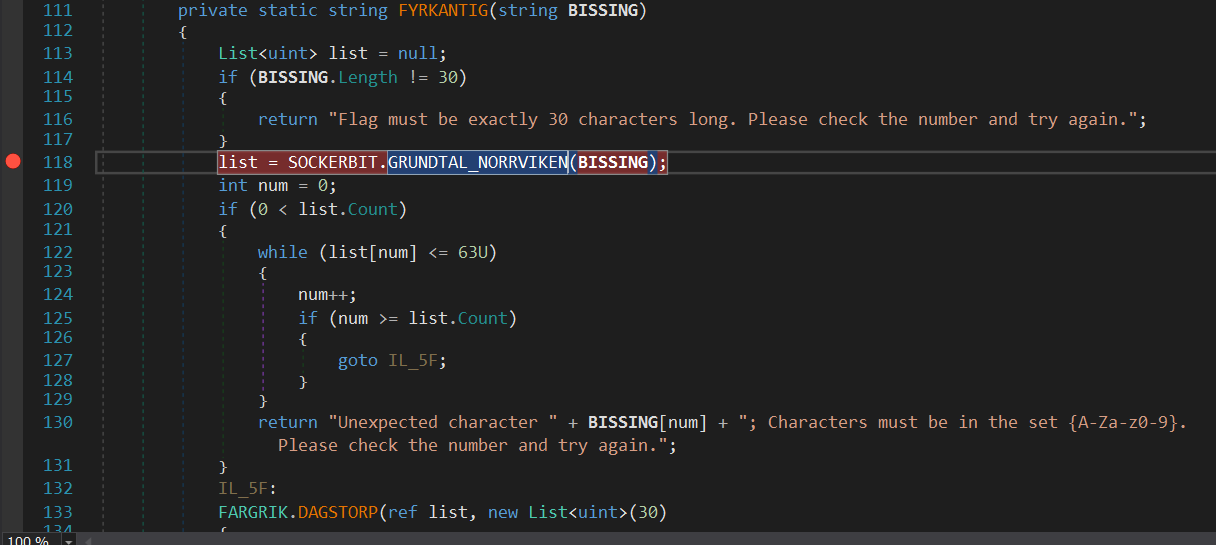 111 private static string FYRKANTIG(string BISSING)
112 {
113 List<uint> list = null;
114 if (BISSING.Length != 30)
115 {
116 return "Flag must be exactly 30 characters long. Please check the number and try again.";
117 }
118 list = SOCKERBIT.GRUNDTAL_NORRVIKEN(BISSING);
119 int num = 0;
120 if (0 < list.Count)
121 {
122 while (list[num] <= 63U)
123 {
124 num++;
125 if (num >= list.Count)
126 {
127 goto IL_5F;
128 }
129 }
130 return "Unexpected character " + BISSING[num] + "; Characters must be in the set {A-Za-z0-9}.
Please check the number and try again.";
131 }
132 IL_5F:
133 FARGRIK.DAGSTORP(ref list, new List<uint>(30)
134 {
100 %